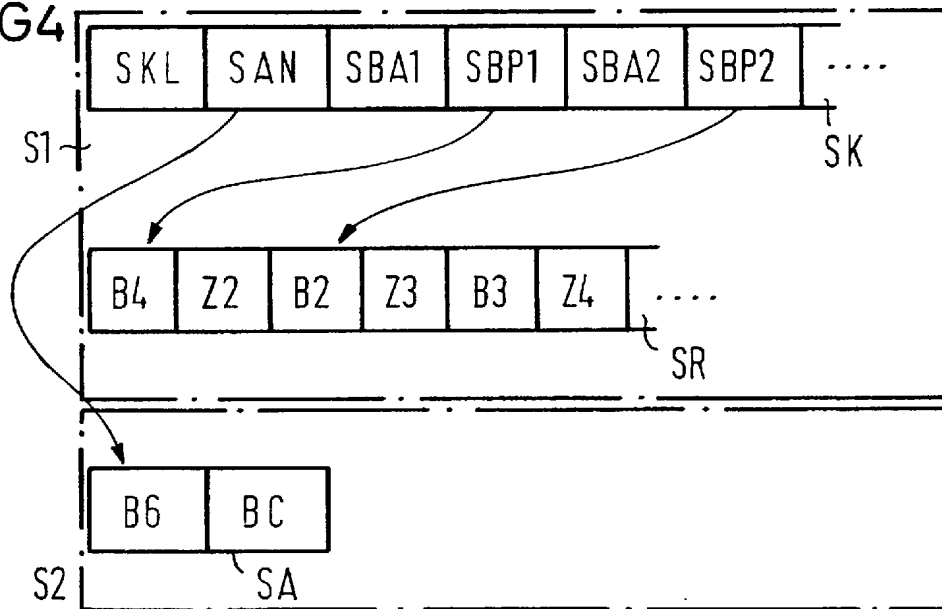 G4
SKL SAN SBA1 SBP1 SBA2 SBP2 ....
S1 SK
B4 Z2 B2 Z3 B3 Z4 ....
SR
B6 BC
S2 SA